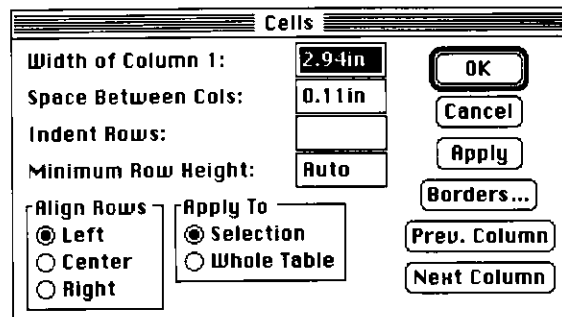 Cells
Width of Column 1: 2.94in
Space Between Cols: 0.11in
Indent Rows:
Minimum Row Height: Auto
Align Rows
Left
Center
Right
Apply To
Selection
Whole Table
OK
Cancel
Apply
Borders...
Prev. Column
Next Column